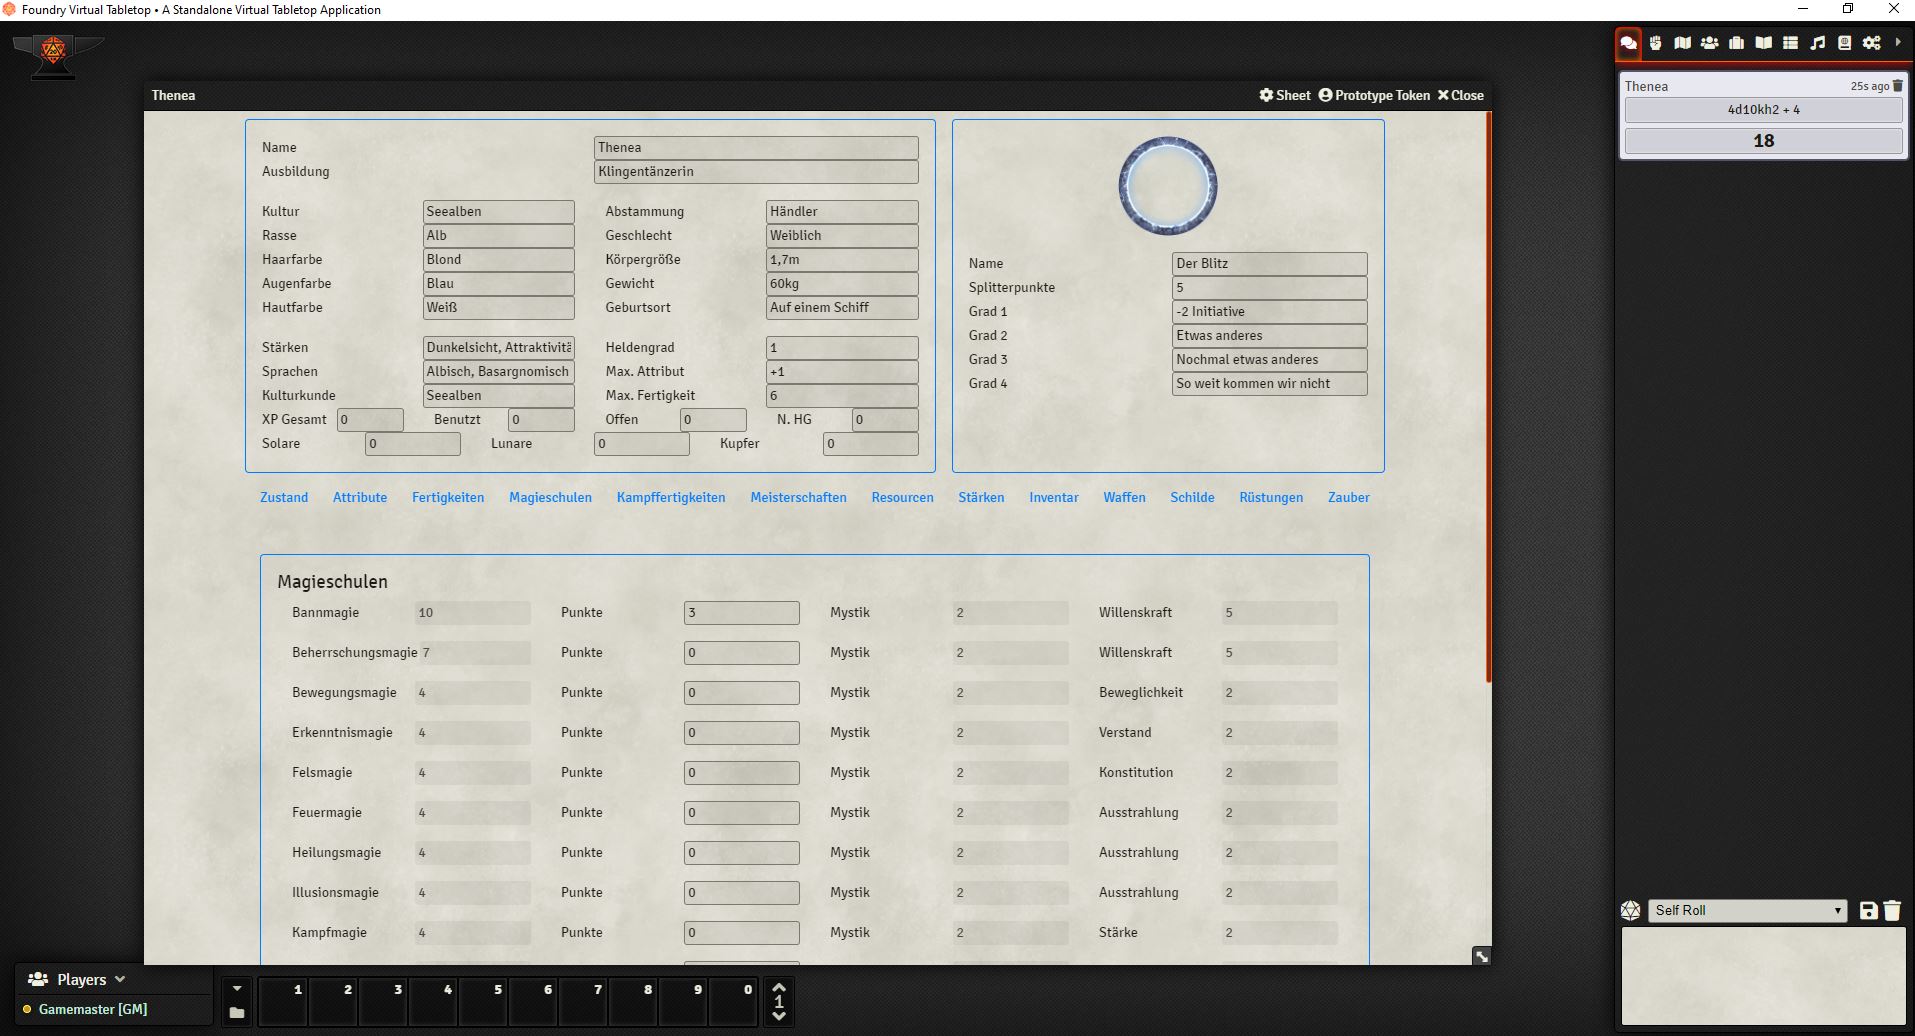 Foundry Virtual Tabletop • A Standalone Virtual Tabletop Application
Thenea
Sheet Prototype Token Close
Name Thenea
Ausbildung Klingentänzerin
Kultur Seealben Abstammung Händler
Rasse Alb Geschlecht Weiblich
Haarfarbe Blond Körpergröße 1,7m
Augenfarbe Blau Gewicht 60kg
Hautfarbe Weiß Geburtsort Auf einem Schiff
Stärken Dunkelsicht, Attraktivitä Heldengrad 1
Sprachen Albisch, Basargnomisch Max. Attribut +1
Kulturkunde Seealben Max. Fertigkeit 6
XP Gesamt 0 Benutzt 0 Offen 0 N. HG 0
Solare 0 Lunare 0 Kupfer 0
Name Der Blitz
Splitterpunkte 5
Grad 1 -2 Initiative
Grad 2 Etwas anderes
Grad 3 Nochmal etwas anderes
Grad 4 So weit kommen wir nicht
Zustand Attribute Fertigkeiten Magieschulen Kampffertigkeiten Meisterschaften Resourcen Stärken Inventar Waffen Schilde Rüstungen Zauber
Magieschulen
Bannmagie 10 Punkte 3 Mystik 2 Willenskraft 5
Beherrschungsmagie 7 Punkte 0 Mystik 2 Willenskraft 5
Bewegungsmagie 4 Punkte 0 Mystik 2 Beweglichkeit 2
Erkenntnismagie 4 Punkte 0 Mystik 2 Verstand 2
Felsmagie 4 Punkte 0 Mystik 2 Konstitution 2
Feuermagie 4 Punkte 0 Mystik 2 Ausstrahlung 2
Heilungsmagie 4 Punkte 0 Mystik 2 Ausstrahlung 2
Illusionsmagie 4 Punkte 0 Mystik 2 Ausstrahlung 2
Kampfmagie 4 Punkte 0 Mystik 2 Stärke 2
Thenea 25s ago
4d10kh2 + 4
18
Self Roll
Players
Gamemaster [GM]
1 2 3 4 5 6 7 8 9 0
1